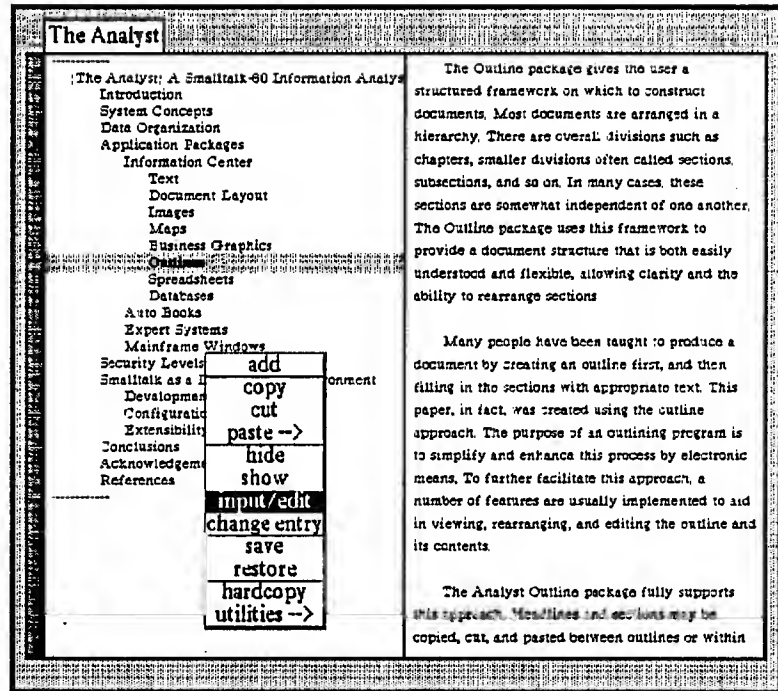 The Analyst
The Analyst: A Smalltalk-80 Information Analys
Introduction
System Concepts
Data Organization
Application Packages
Information Center
Text
Document Layout
Images
Maps
Business Graphics
Outlines
Spreadsheets
Databases
Auto Books
Expert Systems
Mainframe Windows
Security Levels
Smalltalk as a D onment
Developmen
Configuratio
Extensibility
Conclusions
Acknowledgeme
References
add
copy
cut
paste -->
hide
show
input/edit
change entry
save
restore
hardcopy
utilities -->
The Outline package gives the user a
structured framework on which to construct
documents. Most documents are arranged in a
hierarchy. There are overall divisions such as
chapters, smaller divisions often called sections,
subsections, and so on. In many cases, these
sections are somewhat independent of one another.
The Outline package uses this framework to
provide a document structure that is both easily
understood and flexible, allowing clarity and the
ability to rearrange sections
Many people have been taught to produce a
document by creating an outline first, and then
filling in the sections with appropriate text. This
paper, in fact, was created using the outline
approach. The purpose of an outlining program is
to simplify and enhance this process by electronic
means. To further facilitate this approach, a
number of features are usually implemented to aid
in viewing, rearranging, and editing the outline and
its contents.
The Analyst Outline package fully supports
this approach. Headlines and sections may be
copied, cut, and pasted between outlines or within